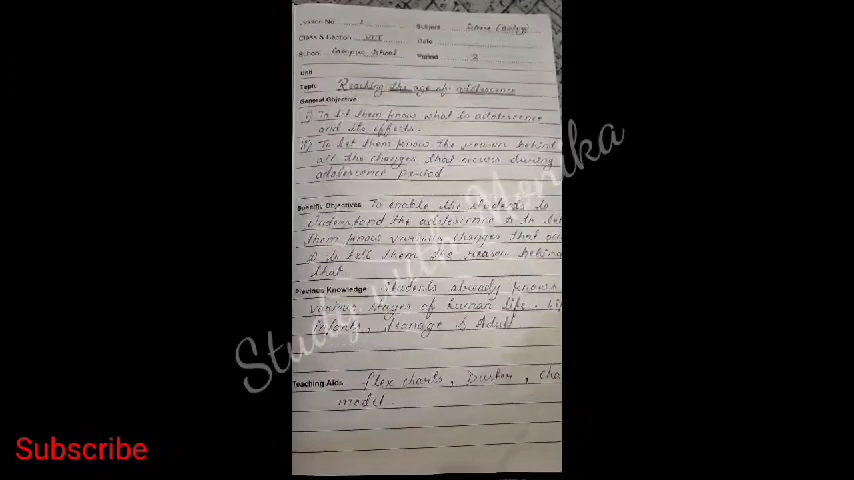 Lesson No. 1 Subject Science (Biology)
Class & Section VIII Date
School Campus School Period 2
Unit
Topic Reaching the age of adolescence
General Objective
i) To let them know what is adolescence
and its effects.
ii) To let them know the reason behind
all the changes that occurs during
adolescence period
Specific Objectives To enable the students to
understand the adolescence & to let
them know various changes that
& to tell them the reason behind
that
Previous Knowledge Students already knows
various stages of human life -
Infants, Teenage & Adult
Teaching Aids flex charts, Duster,
model.
Study with Monika
Subscribe